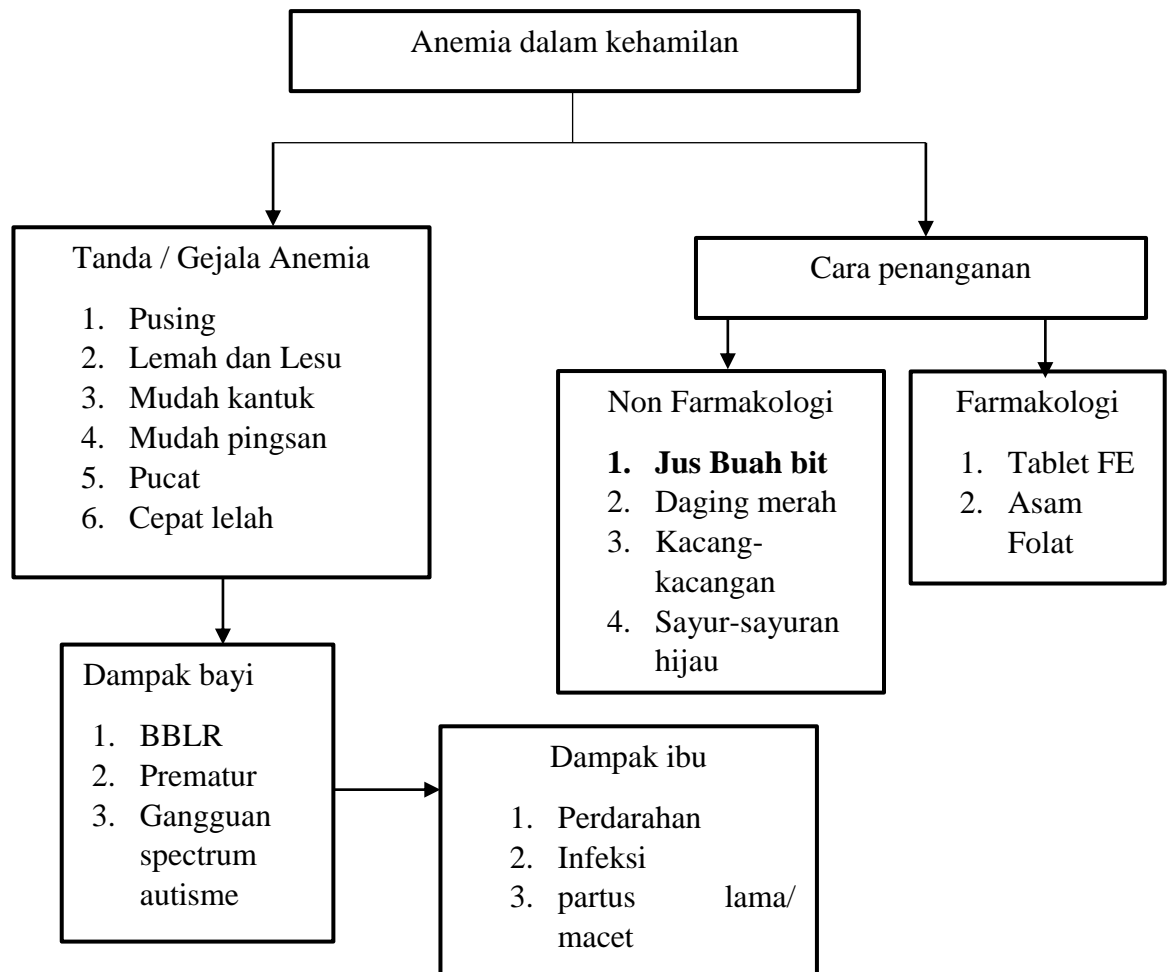 Anemia dalam kehamilan
Tanda / Gejala Anemia
1. Pusing
2. Lemah dan Lesu
3. Mudah kantuk
4. Mudah pingsan
5. Pucat
6. Cepat lelah
Cara penanganan
Non Farmakologi
1. Jus Buah bit
2. Daging merah
3. Kacang-
kacangan
4. Sayur-sayuran
hijau
Farmakologi
1. Tablet FE
2. Asam
Folat
Dampak bayi
1. BBLR
2. Prematur
3. Gangguan
spectrum
autisme
Dampak ibu
1. Perdarahan
2. Infeksi
3. partus lama/
macet